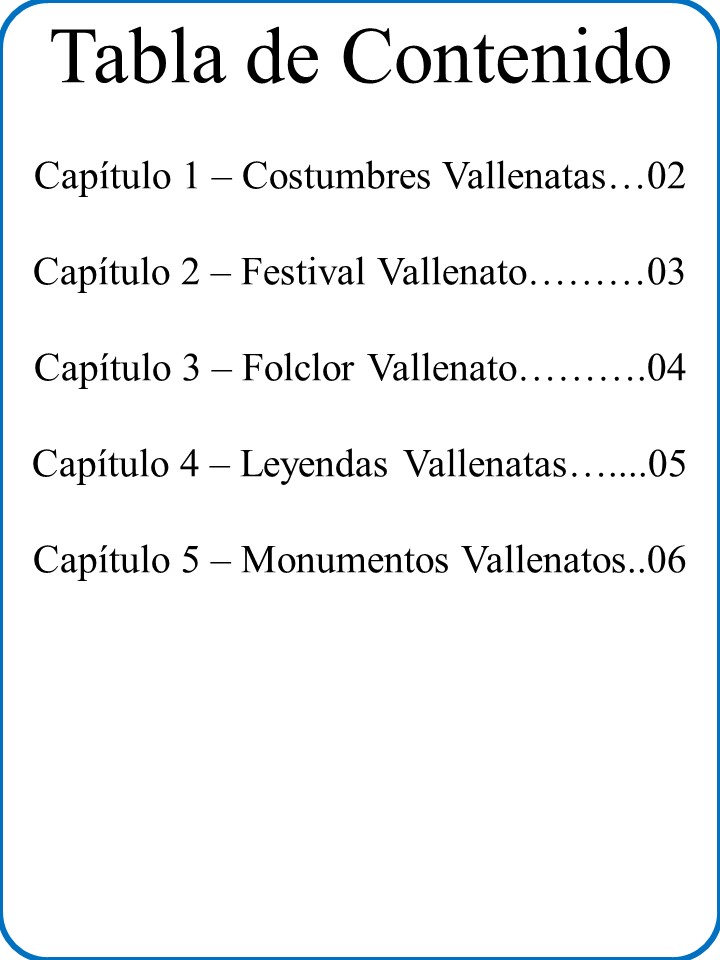 Tabla de Contenido
Capítulo 1 – Costumbres Vallenatas…02
Capítulo 2 – Festival Vallenato………03
Capítulo 3 – Folclor Vallenato……….04
Capítulo 4 – Leyendas Vallenatas…....05
Capítulo 5 – Monumentos Vallenatos..06